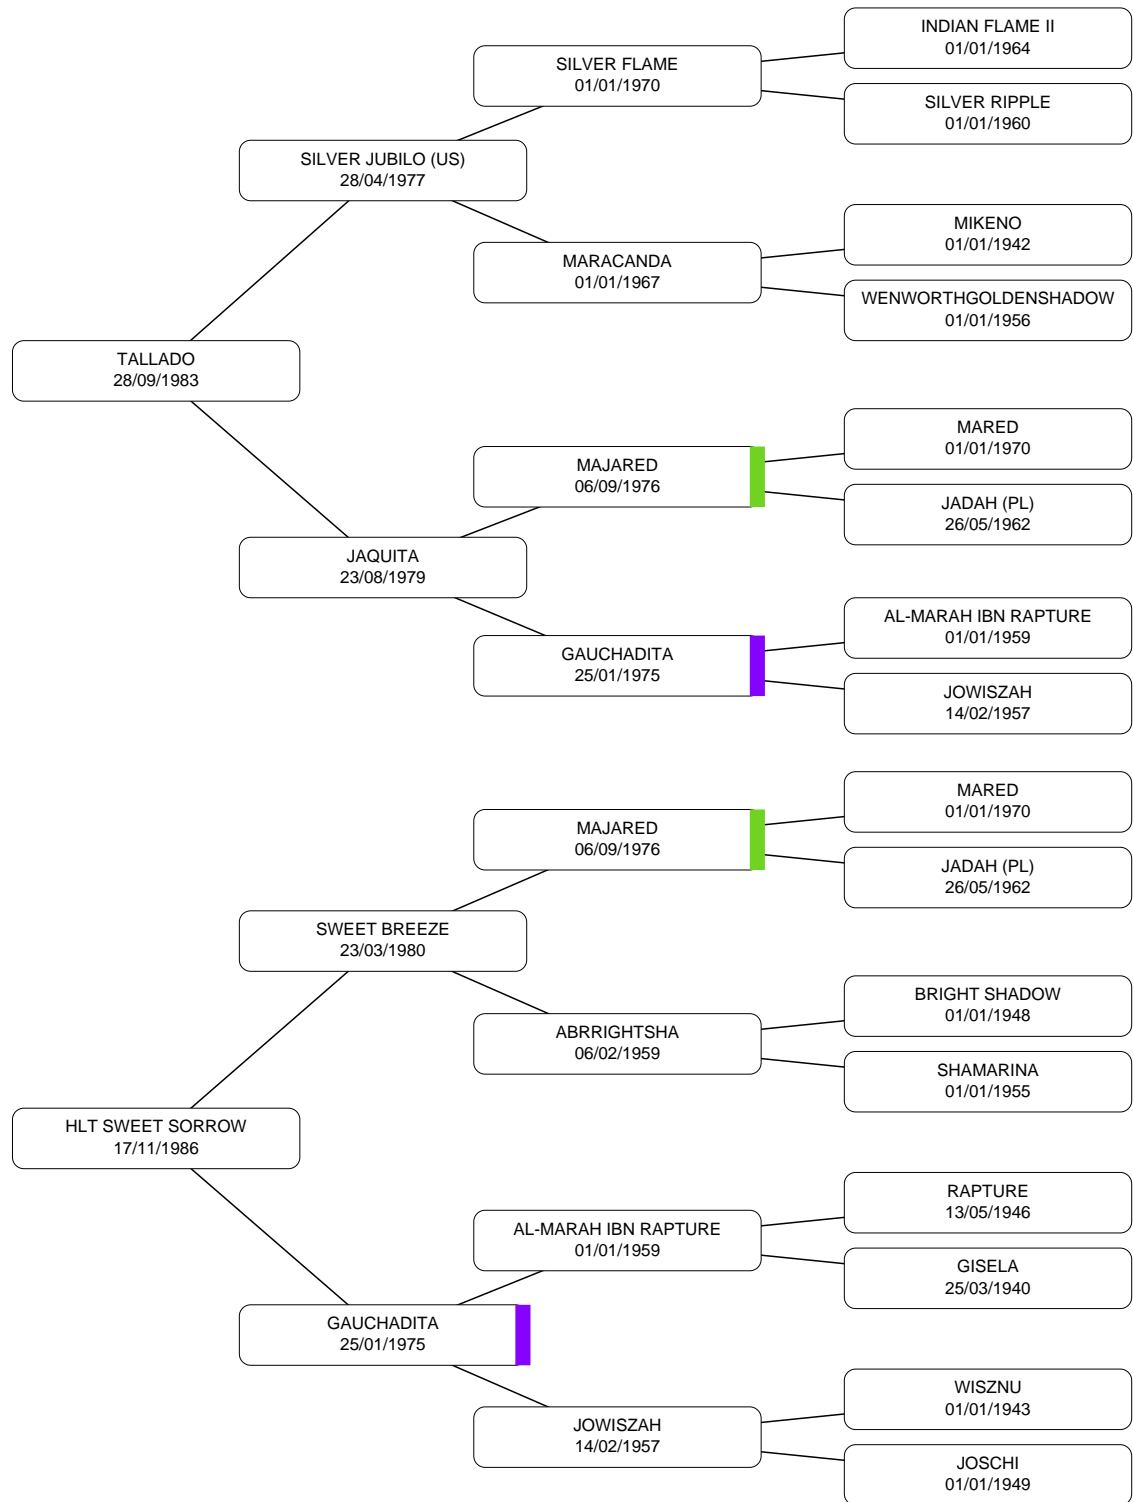 INDIAN FLAME II
01/01/1964
SILVER FLAME
01/01/1970
SILVER RIPPLE
01/01/1960
SILVER JUBILO (US)
28/04/1977
MIKENO
01/01/1942
MARACANDA
01/01/1967
WENWORTHGOLDENSHADOW
01/01/1956
TALLADO
28/09/1983
MARED
01/01/1970
MAJARED
06/09/1976
JADAH (PL)
26/05/1962
JAQUITA
23/08/1979
AL-MARAH IBN RAPTURE
01/01/1959
GAUCHADITA
25/01/1975
JOWISZAH
14/02/1957
MARED
01/01/1970
MAJARED
06/09/1976
JADAH (PL)
26/05/1962
SWEET BREEZE
23/03/1980
BRIGHT SHADOW
01/01/1948
ABRRIGHTSHA
06/02/1959
SHAMARINA
01/01/1955
HLT SWEET SORROW
17/11/1986
RAPTURE
13/05/1946
AL-MARAH IBN RAPTURE
01/01/1959
GISELA
25/03/1940
GAUCHADITA
25/01/1975
WISZNU
01/01/1943
JOWISZAH
14/02/1957
JOSCHI
01/01/1949